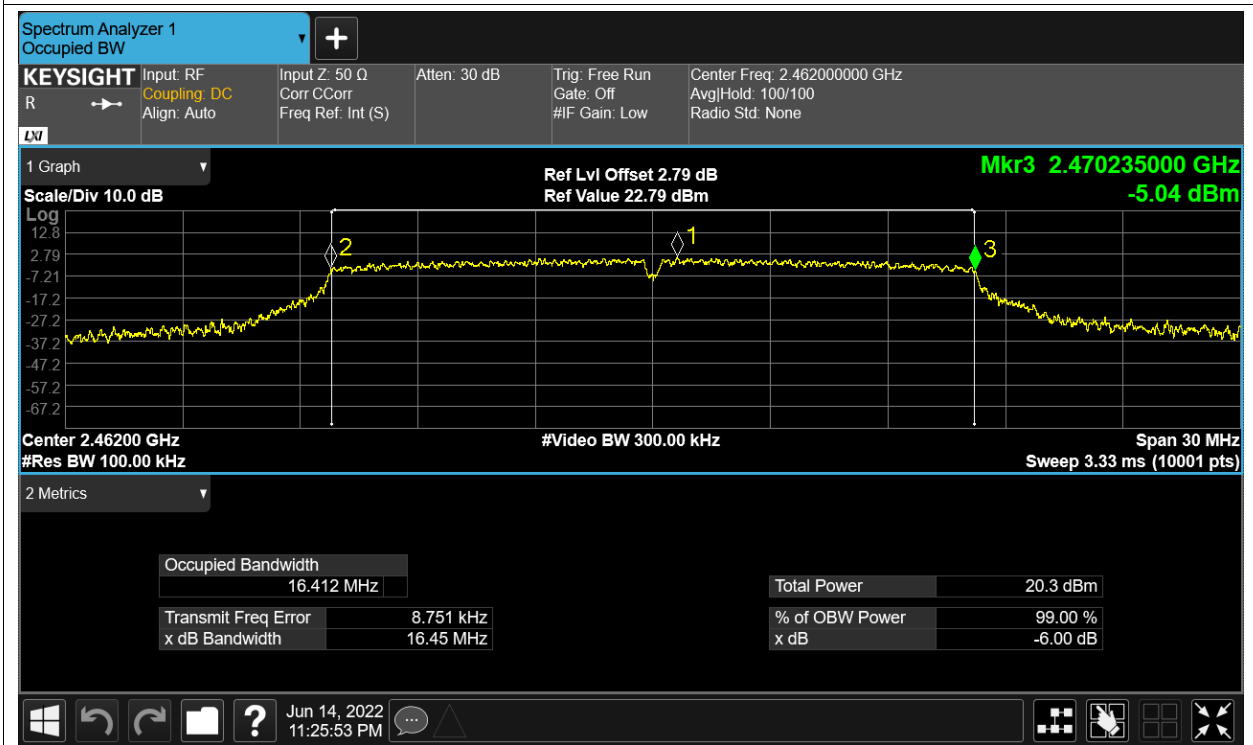 Spectrum Analyzer 1
Occupied BW
KEYSIGHT
R
LXI
Input: RF
Coupling: DC
Align: Auto
Input Z: 50 Ω
Corr CCorr
Freq Ref: Int (S)
Atten: 30 dB
Trig: Free Run
Gate: Off
#IF Gain: Low
Center Freq: 2.462000000 GHz
Avg|Hold: 100/100
Radio Std: None
1 Graph
Scale/Div 10.0 dB
Ref Lvl Offset 2.79 dB
Ref Value 22.79 dBm
Mkr3 2.470235000 GHz
-5.04 dBm
Log
12.8
2.79
-7.21
-17.2
-27.2
-37.2
-47.2
-57.2
-67.2
2
1
3
Center 2.46200 GHz
#Video BW 300.00 kHz
Span 30 MHz
#Res BW 100.00 kHz
Sweep 3.33 ms (10001 pts)
2 Metrics
Occupied Bandwidth
16.412 MHz
Transmit Freq Error 8.751 kHz
x dB Bandwidth 16.45 MHz
Total Power 20.3 dBm
% of OBW Power 99.00 %
x dB -6.00 dB
?
Jun 14, 2022
11:25:53 PM